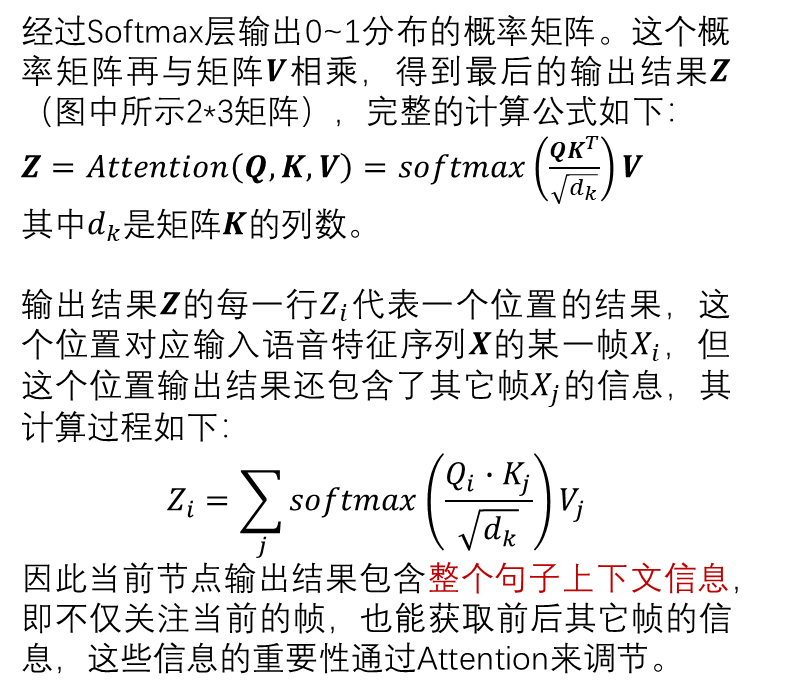 经过Softmax层输出0~1分布的概率矩阵。这个概
率矩阵再与矩阵V相乘，得到最后的输出结果Z
（图中所示2*3矩阵），完整的计算公式如下：
Z = Attention(Q, K, V) = softmax(QK^T/√d_k)V
其中d_k是矩阵K的列数。
输出结果Z的每一行Z_i代表一个位置的结果，这
个位置对应输入语音特征序列X的某一帧X_i，但
这个位置输出结果还包含了其它帧X_j的信息，其
计算过程如下：
Z_i = ∑_j softmax(Q_i · K_j/√d_k)V_j
因此当前节点输出结果包含整个句子上下文信息，
即不仅关注当前的帧，也能获取前后其它帧的信
息，这些信息的重要性通过Attention来调节。